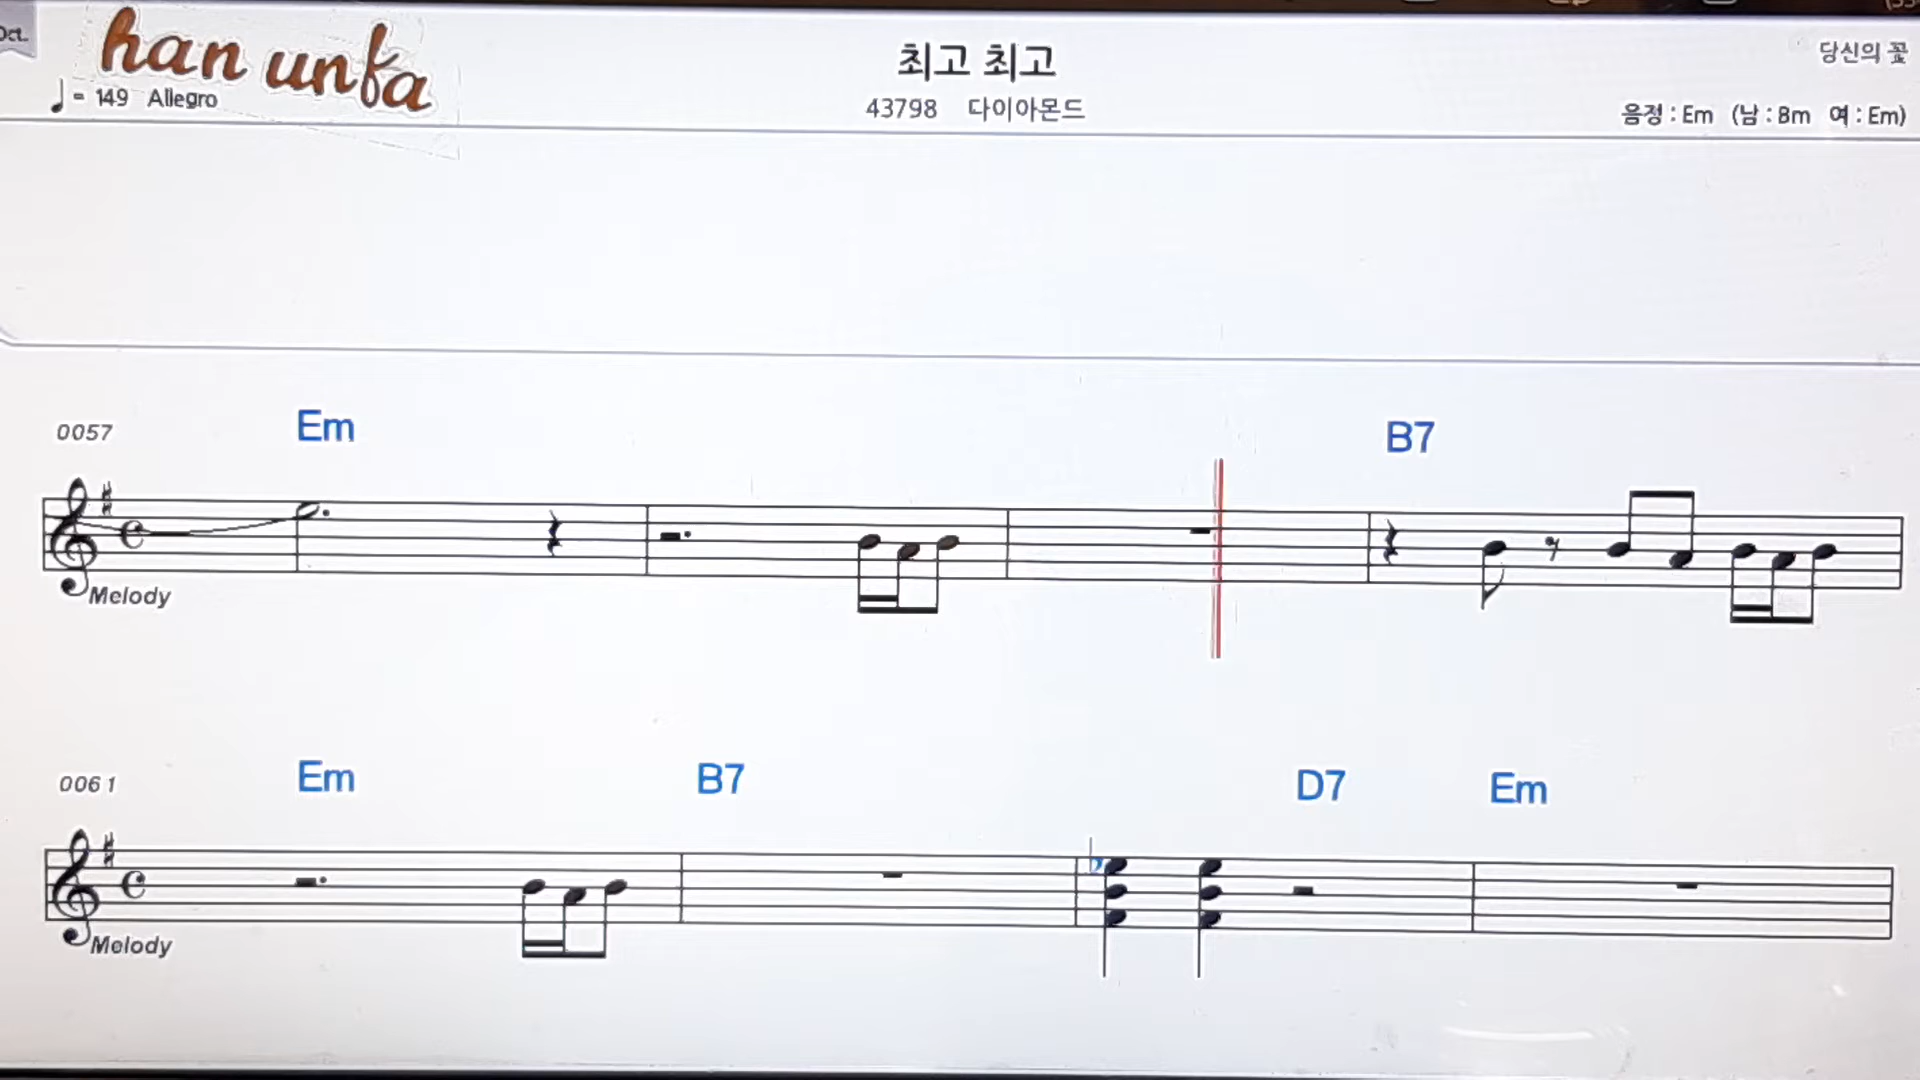 Oct.
han unfa
당신의 꽃
최고 최고
♩= 149 Allegro
43798 다이아몬드
음정 : Em (남 : Bm 여 : Em)
0057 Em B7
Melody
0061 Em B7 D7 Em
Melody